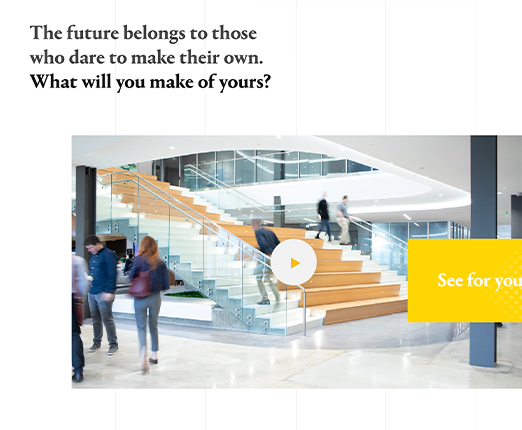 The future belongs to those
who dare to make their own.
What will you make of yours?
See for